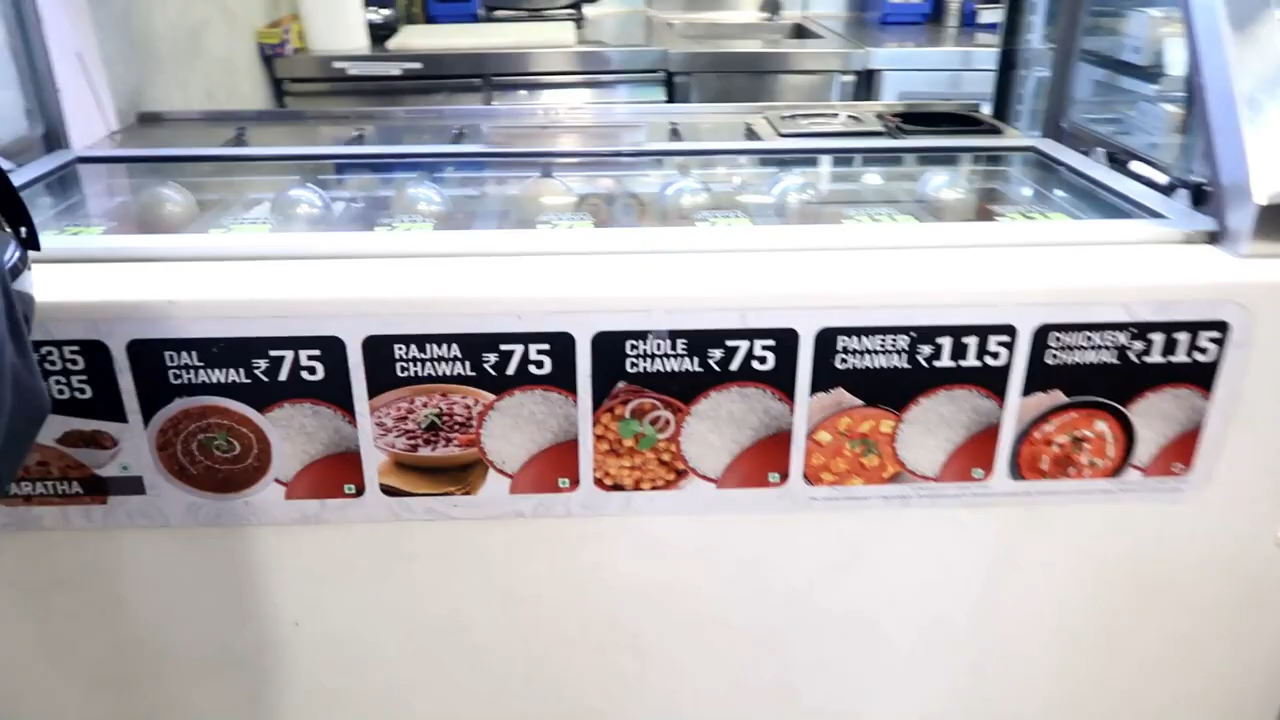 ₹35
₹65
ARATHA
DAL
CHAWAL ₹75
RAJMA
CHAWAL ₹75
CHOLE
CHAWAL ₹75
PANEER
CHAWAL ₹115
CHICKEN
CHAWAL ₹115